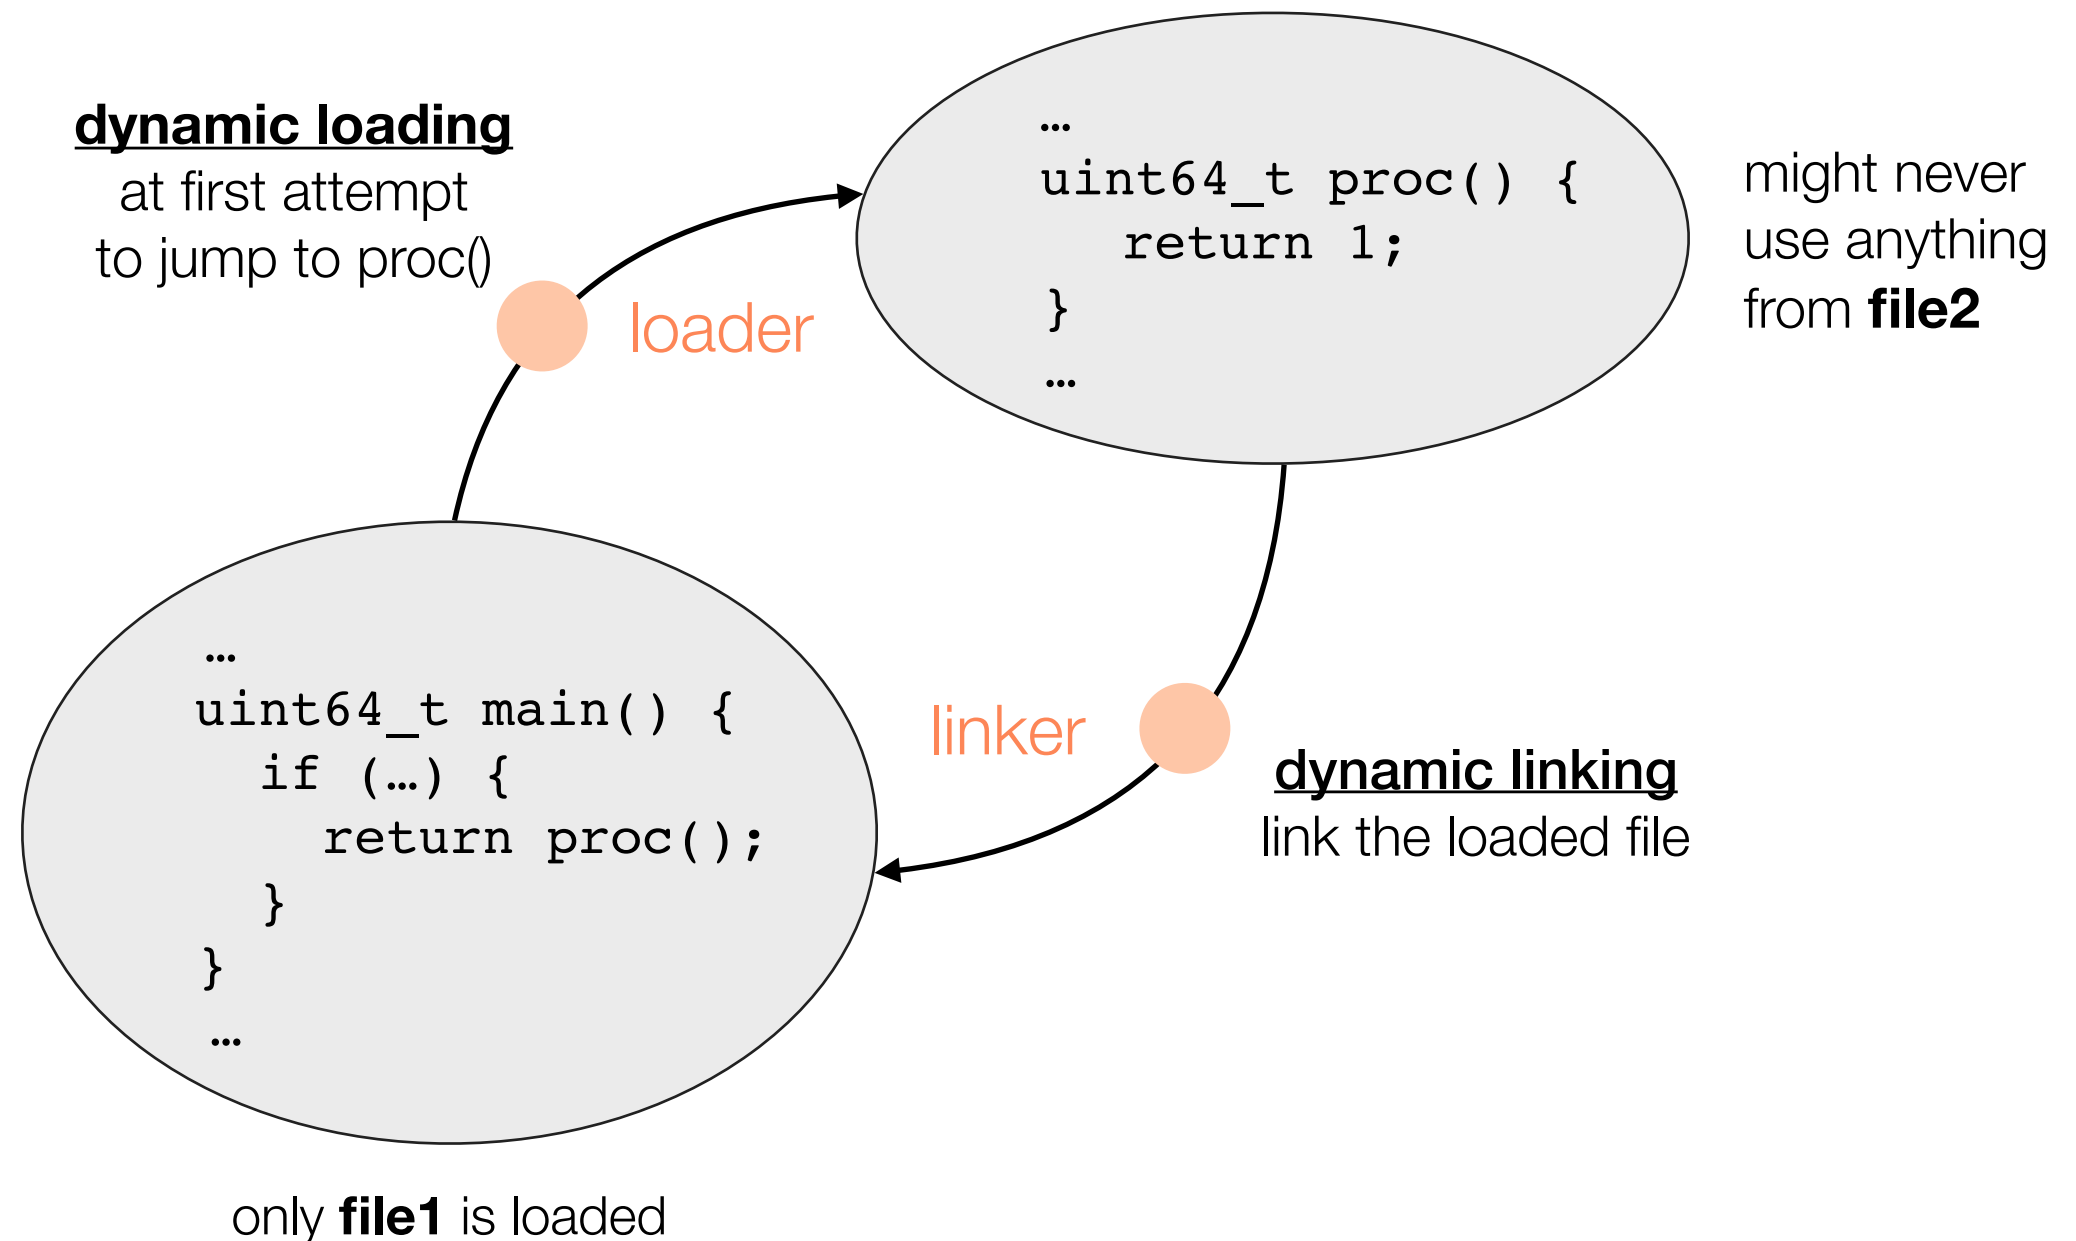 dynamic loading
at first attempt
to jump to proc()
loader
…
uint64_t proc() {
return 1;
}
…
might never
use anything
from file2
…
uint64_t main() {
if (…) {
return proc();
}
}
…
linker
dynamic linking
link the loaded file
only file1 is loaded